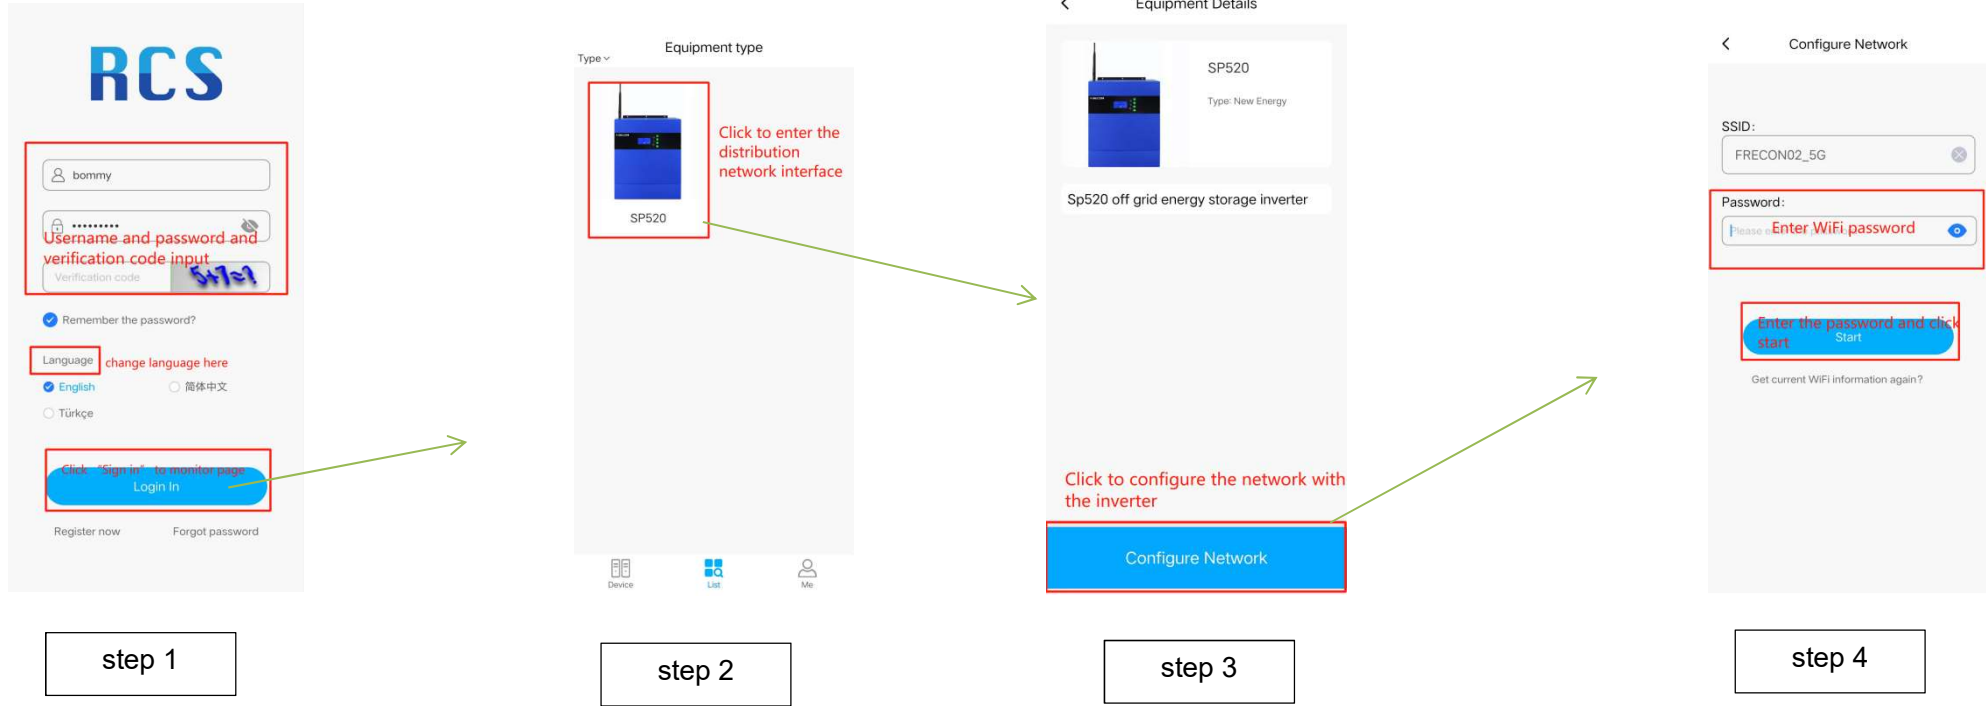 RCS
bommy
•••••••••
Username and password and
verification code input
Verification code
5+7=?
Remember the password?
Language
change language here
English
简体中文
Türkçe
Click "Sign in" to monitor page
Login In
Register now
Forgot password
step 1
Equipment type
Type
Click to enter the
distribution
network interface
SP520
Device
List
Me
step 2
Equipment Details
SP520
Type: New Energy
Sp520 off grid energy storage inverter
Click to configure the network with
the inverter
Configure Network
step 3
Configure Network
SSID:
FRECON02_5G
Password:
Please
Enter WiFi password
Enter the password and click
start
Start
Get current WiFi information again?
step 4